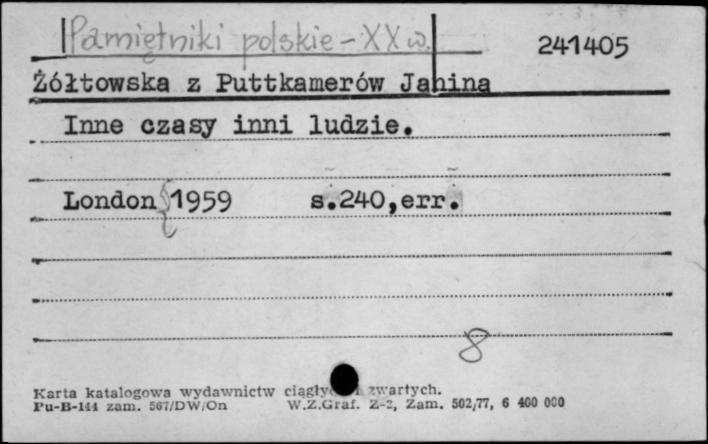 Pamiętniki polskie - XX w.
241405
Żółtowska z Puttkamerów Janina
Inne czasy inni ludzie.
London 1959 s.240,err.
8
Karta katalogowa wydawnictw zwartych.
Pu-B-144 zam. 567/DW/On W.Z.Graf. Z-2, Zam. 502/77, 6 400 000